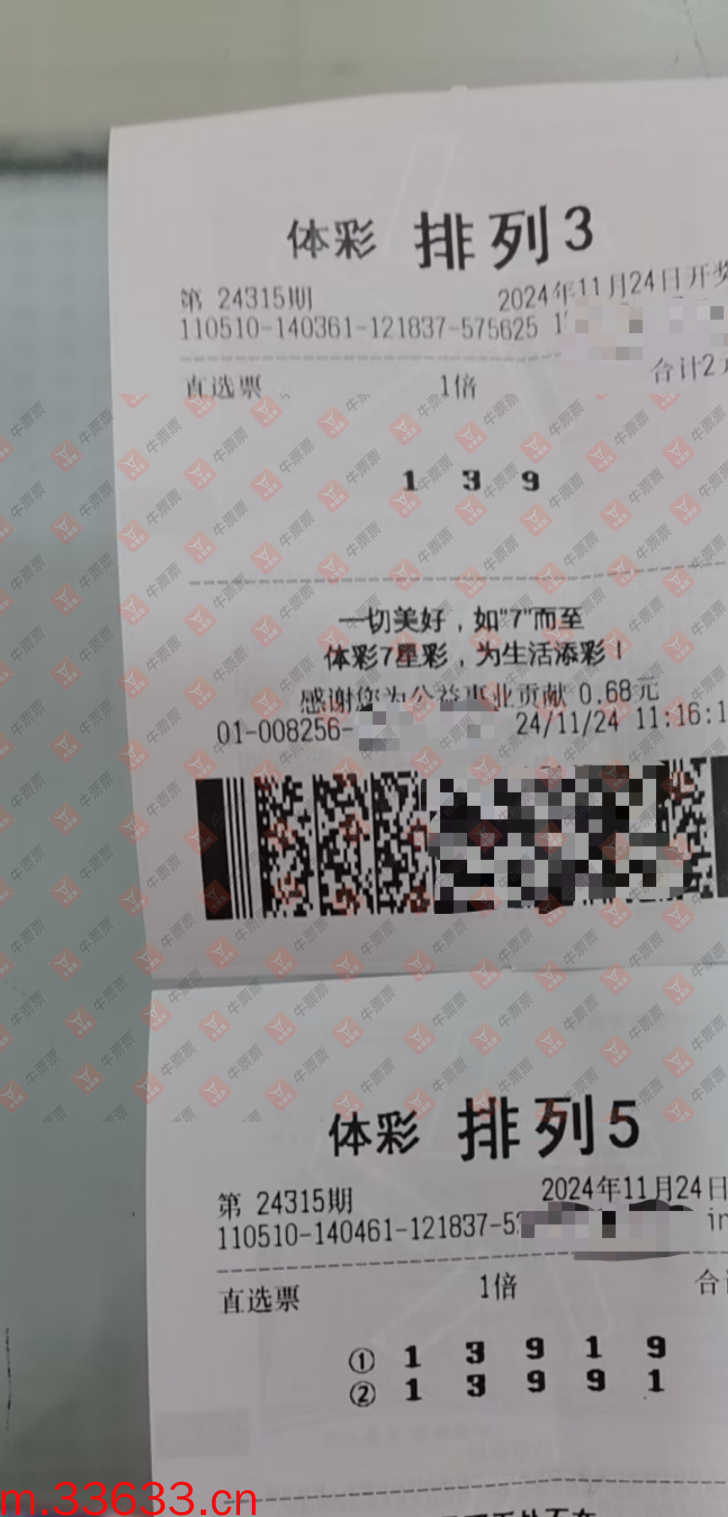 体彩 排列3
第 24315期 2024年11月24日开奖
110510-140361-121837-575625
直选票 1倍 合计2元
1 3 9
一切美好，如"7"而至
体彩7星彩，为生活添彩！
感谢您为公益事业贡献 0.68元
01-008256- 24/11/24 11:16:1
体彩 排列5
第 24315期 2024年11月24日
110510-140461-121837-5
直选票 1倍 合
① 1 3 9 1 9
② 1 3 9 9 1
m.33633.cn
牛票票